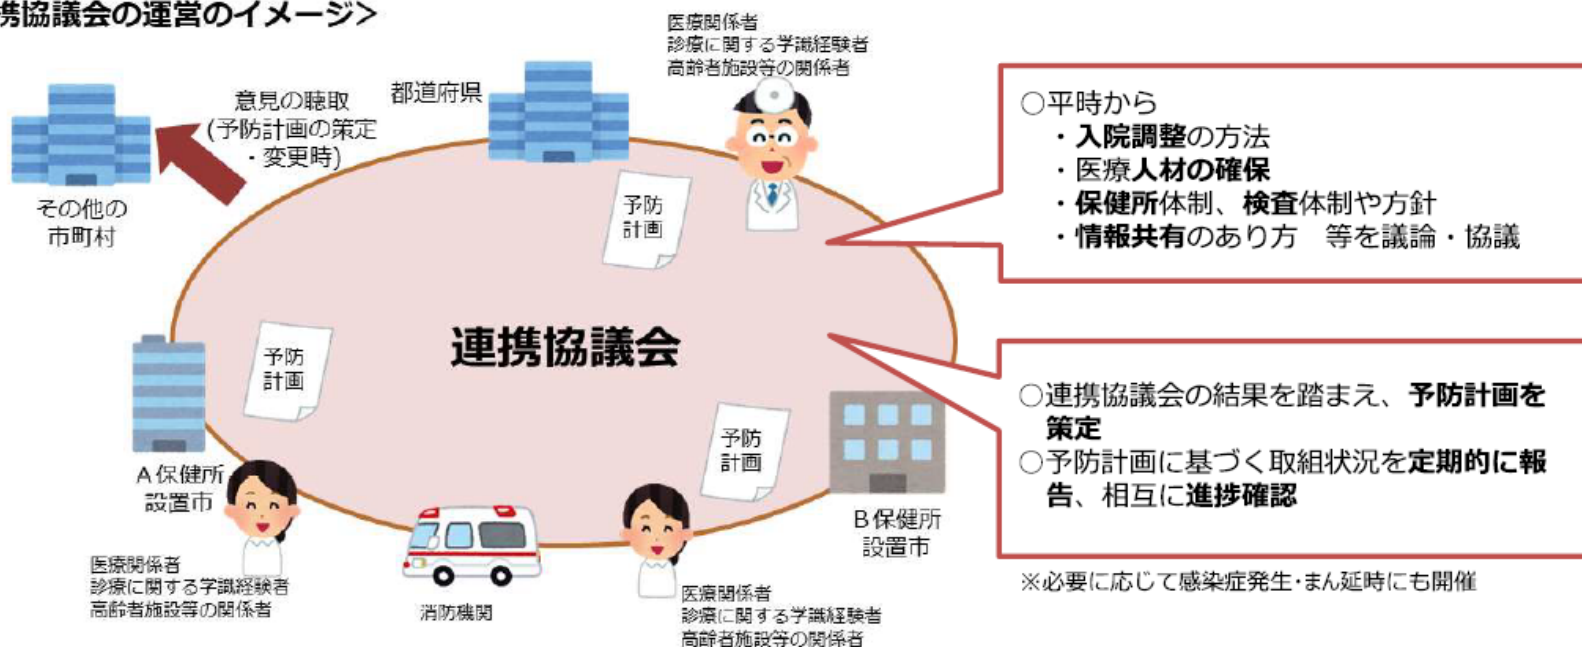 携協議会の運営のイメージ＞
医療関係者
診療に関する学識経験者
高齢者施設等の関係者
都道府県
意見の聴取
(予防計画の策定
・変更時)
その他の
市町村
予防
計画
○平時から
・入院調整の方法
・医療人材の確保
・保健所体制、検査体制や方針
・情報共有のあり方　等を議論・協議
連携協議会
予防
計画
A保健所
設置市
予防
計画
B保健所
設置市
○連携協議会の結果を踏まえ、予防計画を
策定
○予防計画に基づく取組状況を定期的に報
告、相互に進捗確認
※必要に応じて感染症発生・まん延時にも開催
医療関係者
診療に関する学識経験者
高齢者施設等の関係者
消防機関
医療関係者
診療に関する学識経験者
高齢者施設等の関係者